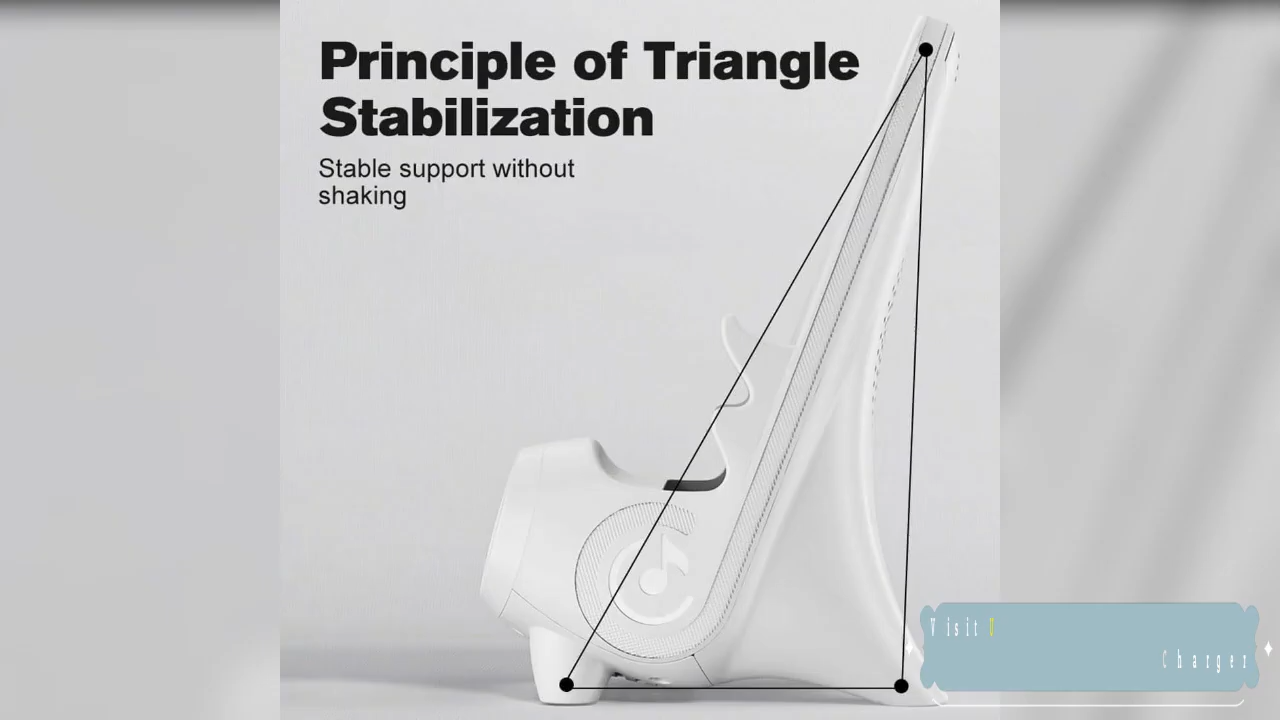 Principle of Triangle
Stabilization
Stable support without
shaking
Visit U
Charger